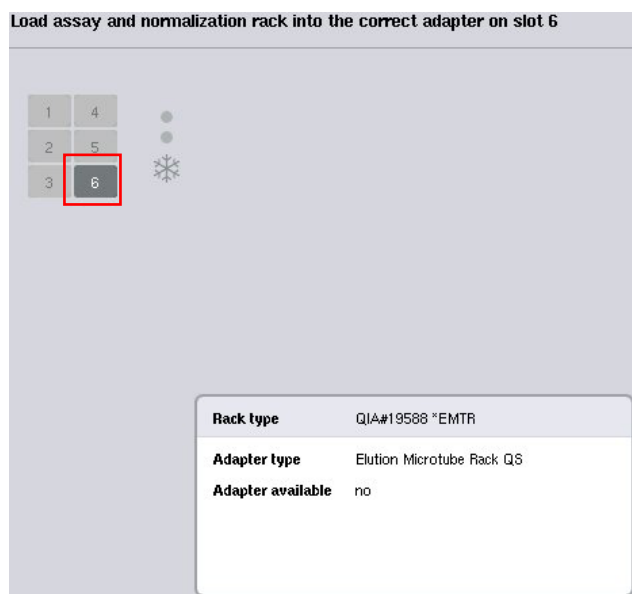 Load assay and normalization rack into the correct adapter on slot 6
1 4
2 5
3 6
Rack type QIA#19588 *EMTR
Adapter type Elution Microtube Rack QS
Adapter available no